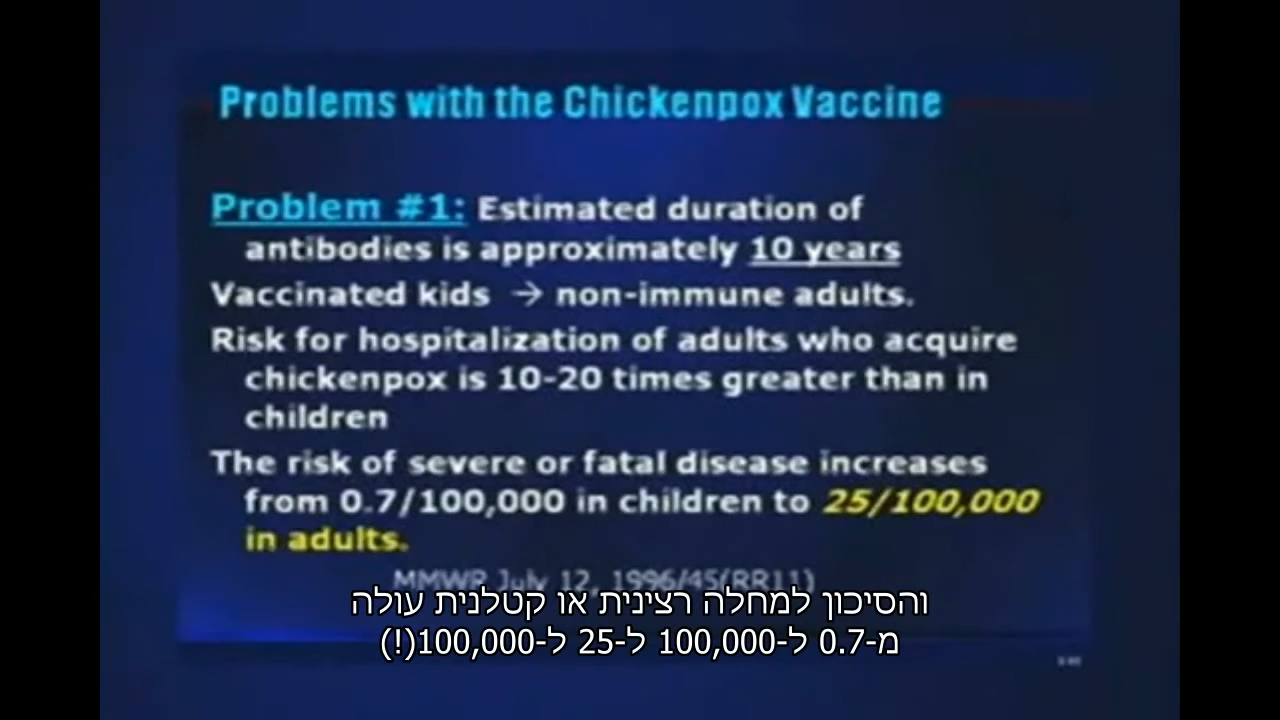 Problems with the Chickenpox Vaccine
Problem #1: Estimated duration of
antibodies is approximately 10 years
Vaccinated kids → non-immune adults.
Risk for hospitalization of adults who acquire
chickenpox is 10-20 times greater than in
children
The risk of severe or fatal disease increases
from 0.7/100,000 in children to 25/100,000
in adults.
MMWR July 12, 1996/45(RR11)
והסיכון למחלה רצינית או קטלנית עולה
מ-0.7 ל-100,000 ל-25 ל-100,000(!)